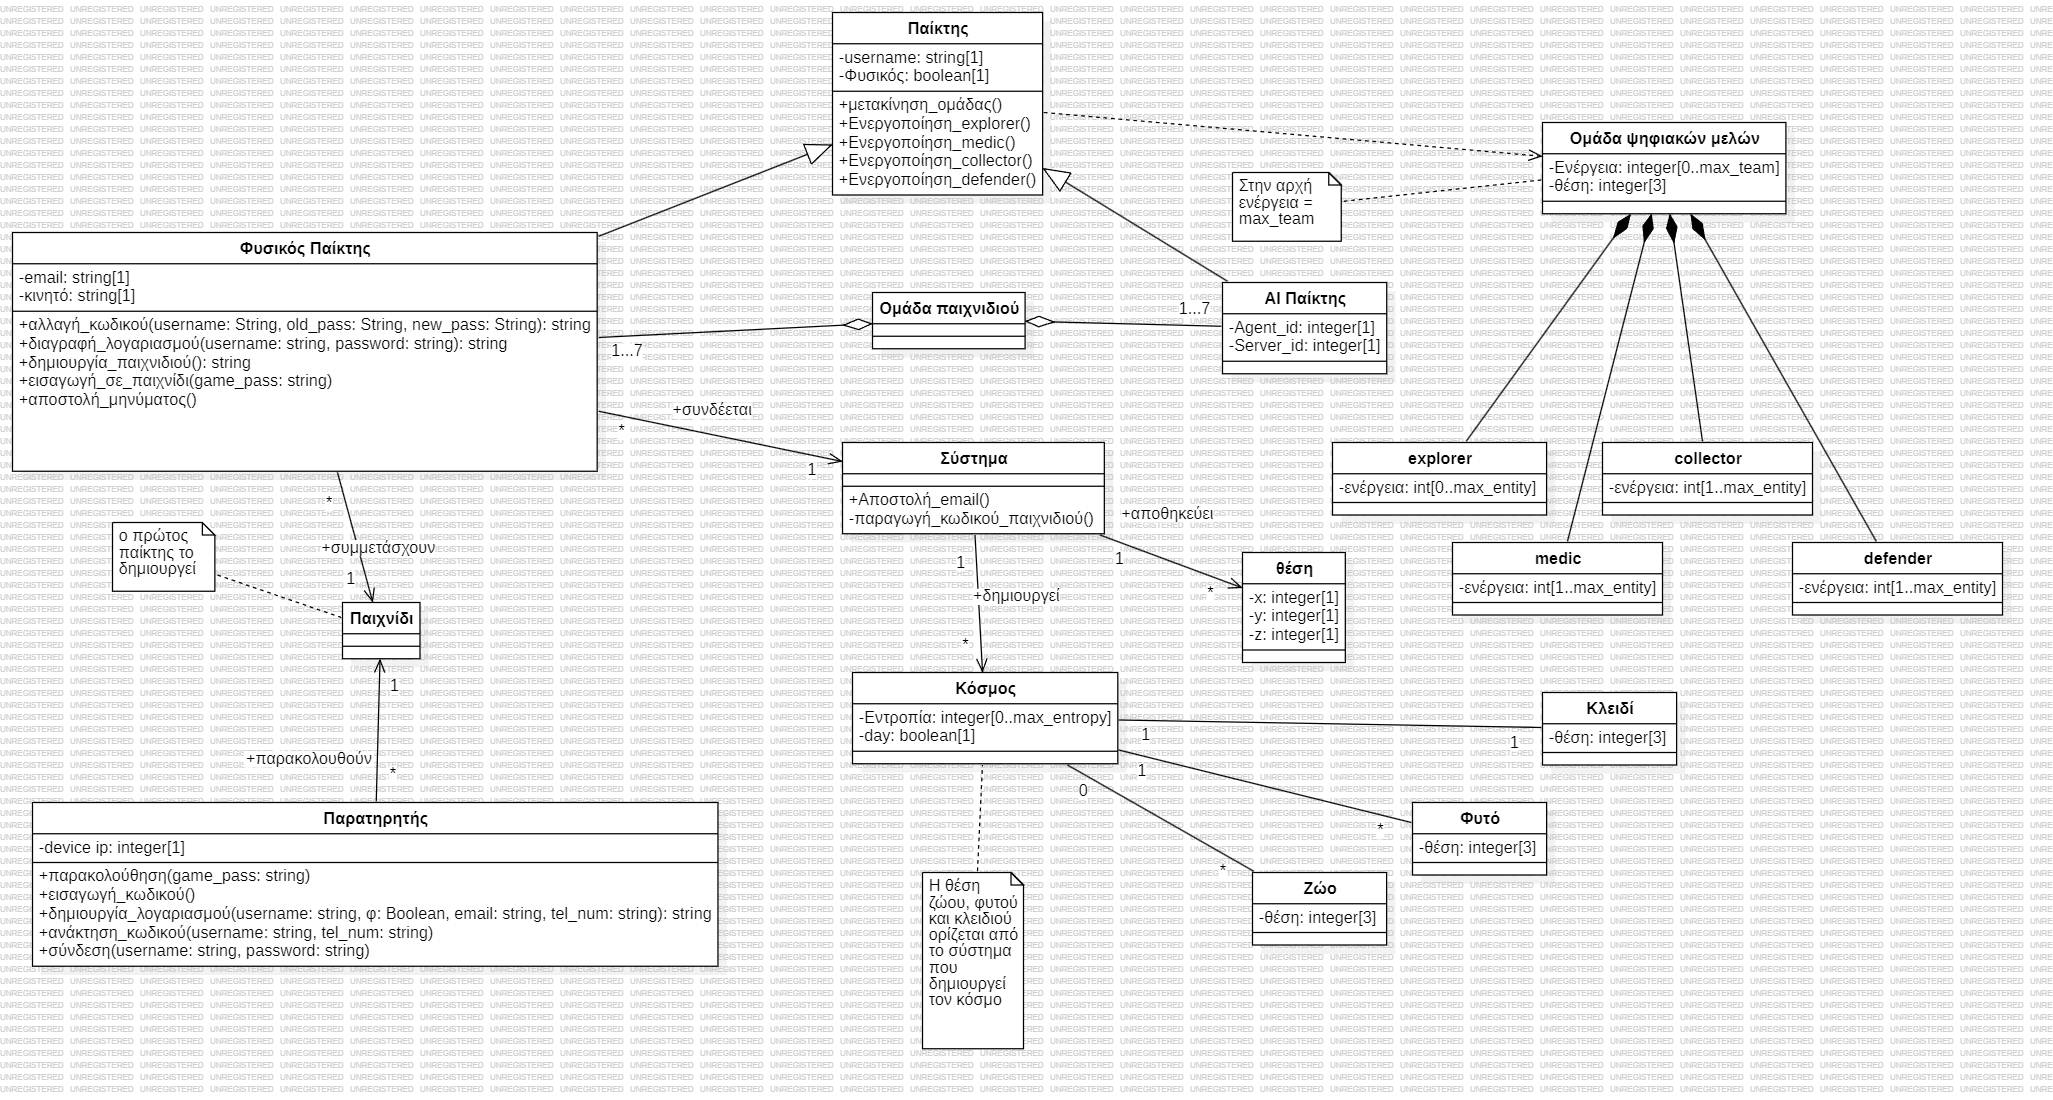 Παίκτης
-username: string[1]
-Φυσικός: boolean[1]
+μετακίνηση_ομάδας()
+Ενεργοποίηση_explorer()
+Ενεργοποίηση_medic()
+Ενεργοποίηση_collector()
+Ενεργοποίηση_defender()
Ομάδα ψηφιακών μελών
-Ενέργεια: integer[0..max_team]
-θέση: integer[3]
Στην αρχή
ενέργεια =
max_team
Φυσικός Παίκτης
-email: string[1]
-κινητό: string[1]
+αλλαγή_κωδικού(username: String, old_pass: String, new_pass: String): string
+διαγραφή_λογαριασμού(username: string, password: string): string
+δημιουργία_παιχνιδιού(): string
+εισαγωγή_σε_παιχνίδι(game_pass: string)
+αποστολή_μηνύματος()
Ομάδα παιχνιδιού
1...7
1...7
AI Παίκτης
-Agent_id: integer[1]
-Server_id: integer[1]
+συνδέεται
*
1
Σύστημα
+Αποστολή_email()
-παραγωγή_κωδικού_παιχνιδιού()
explorer
-ενέργεια: int[0..max_entity]
collector
-ενέργεια: int[1..max_entity]
medic
-ενέργεια: int[1..max_entity]
defender
-ενέργεια: int[1..max_entity]
*
+συμμετάσχουν
1
ο πρώτος
παίκτης το
δημιουργεί
Παιχνίδι
+αποθηκεύει
1
*
θέση
-x: integer[1]
-y: integer[1]
-z: integer[1]
1
+δημιουργεί
*
Κόσμος
-Εντροπία: integer[0..max_entropy]
-day: boolean[1]
1
1
Κλειδί
-θέση: integer[3]
1
*
Φυτό
-θέση: integer[3]
0
*
Ζώο
-θέση: integer[3]
1
+παρακολουθούν
*
Παρατηρητής
-device ip: integer[1]
+παρακολούθηση(game_pass: string)
+εισαγωγή_κωδικού()
+δημιουργία_λογαριασμού(username: string, φ: Boolean, email: string, tel_num: string): string
+ανάκτηση_κωδικού(username: string, tel_num: string)
+σύνδεση(username: string, password: string)
Η θέση
ζώου, φυτού
και κλειδιού
ορίζεται από
το σύστημα
που
δημιουργεί
τον κόσμο
UNREGISTERED